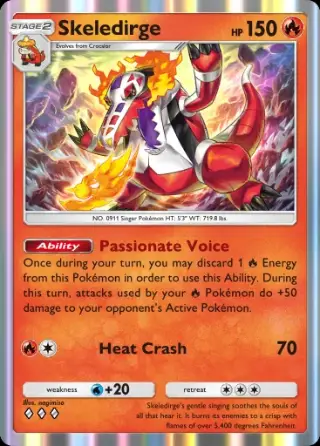 STAGE 2 Skeledirge HP 150
Evolves from Crocalor
NO. 0911 Singer Pokémon HT: 5'3" WT: 719.8 lbs.
Ability Passionate Voice
Once during your turn, you may discard 1 Energy
from this Pokémon in order to use this Ability. During
this turn, attacks used by your Pokémon do +50
damage to your opponent's Active Pokémon.
Heat Crash 70
weakness +20 retreat
Illus. aoginiso
Skeledirge's gentle singing soothes the souls of
all that hear it. It burns its enemies to a crisp with
flames of over 5,400 degrees Fahrenheit.